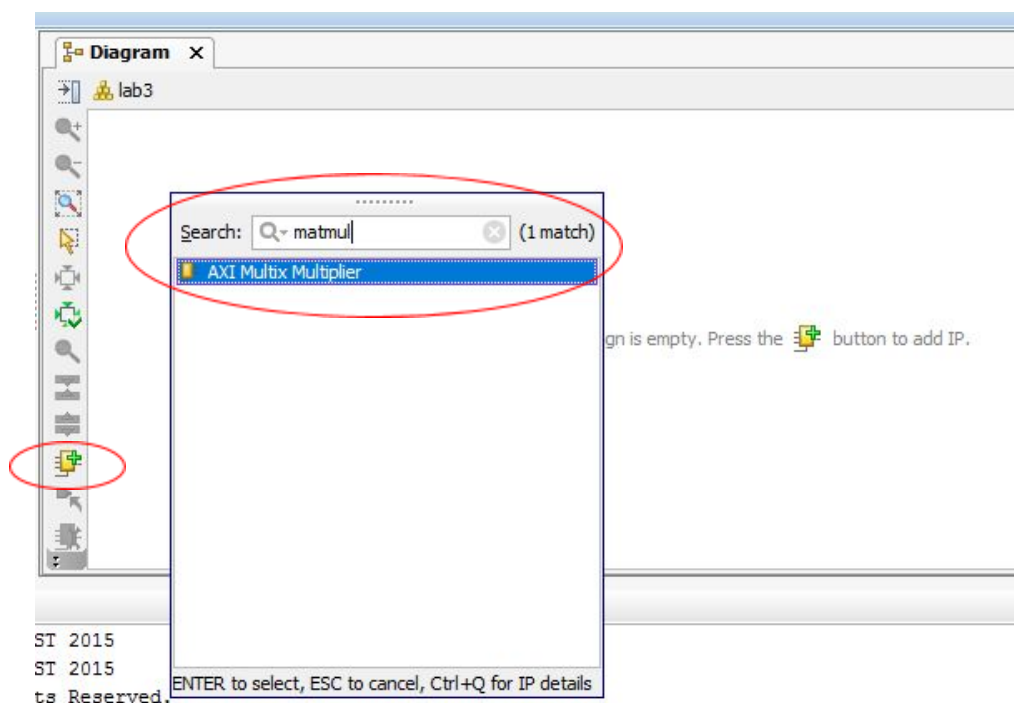 Diagram X
lab3
Search: matmul (1 match)
AXI Multix Multiplier
gn is empty. Press the button to add IP.
ST 2015
ST 2015
ts Reserved.
ENTER to select, ESC to cancel, Ctrl+Q for IP details